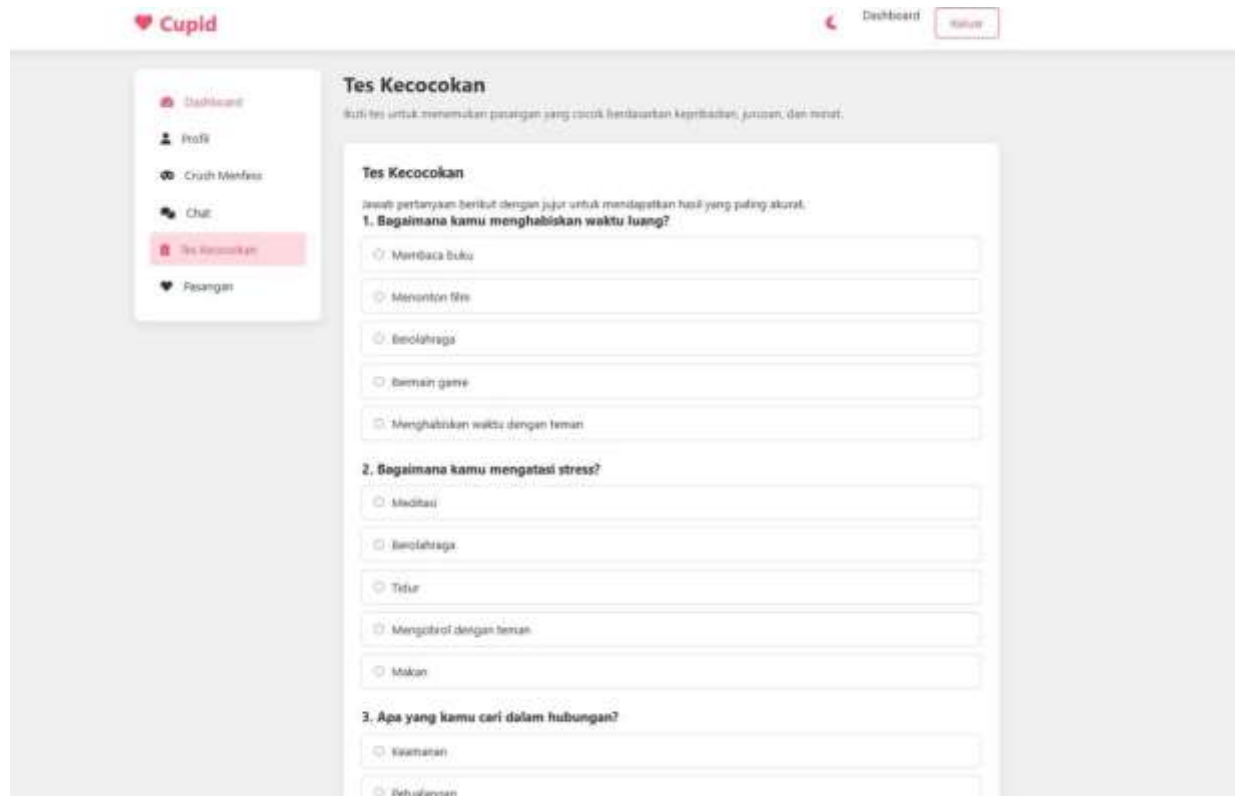 Cupid
Dashboard
Keluar
Dashboard
Profil
Crush Menfess
Chat
Tes Kecocokan
Pasangan
Tes Kecocokan
Ikuti tes untuk menemukan pasangan yang cocok berdasarkan kepribadian, jurusan, dan minat.
Tes Kecocokan
Jawab pertanyaan berikut dengan jujur untuk mendapatkan hasil yang paling akurat.
1. Bagaimana kamu menghabiskan waktu luang?
Membaca buku
Menonton film
Berolahraga
Bermain game
Menghabiskan waktu dengan teman
2. Bagaimana kamu mengatasi stress?
Meditasi
Berolahraga
Tidur
Mengobrol dengan teman
Makan
3. Apa yang kamu cari dalam hubungan?
Keamanan
Petualangan